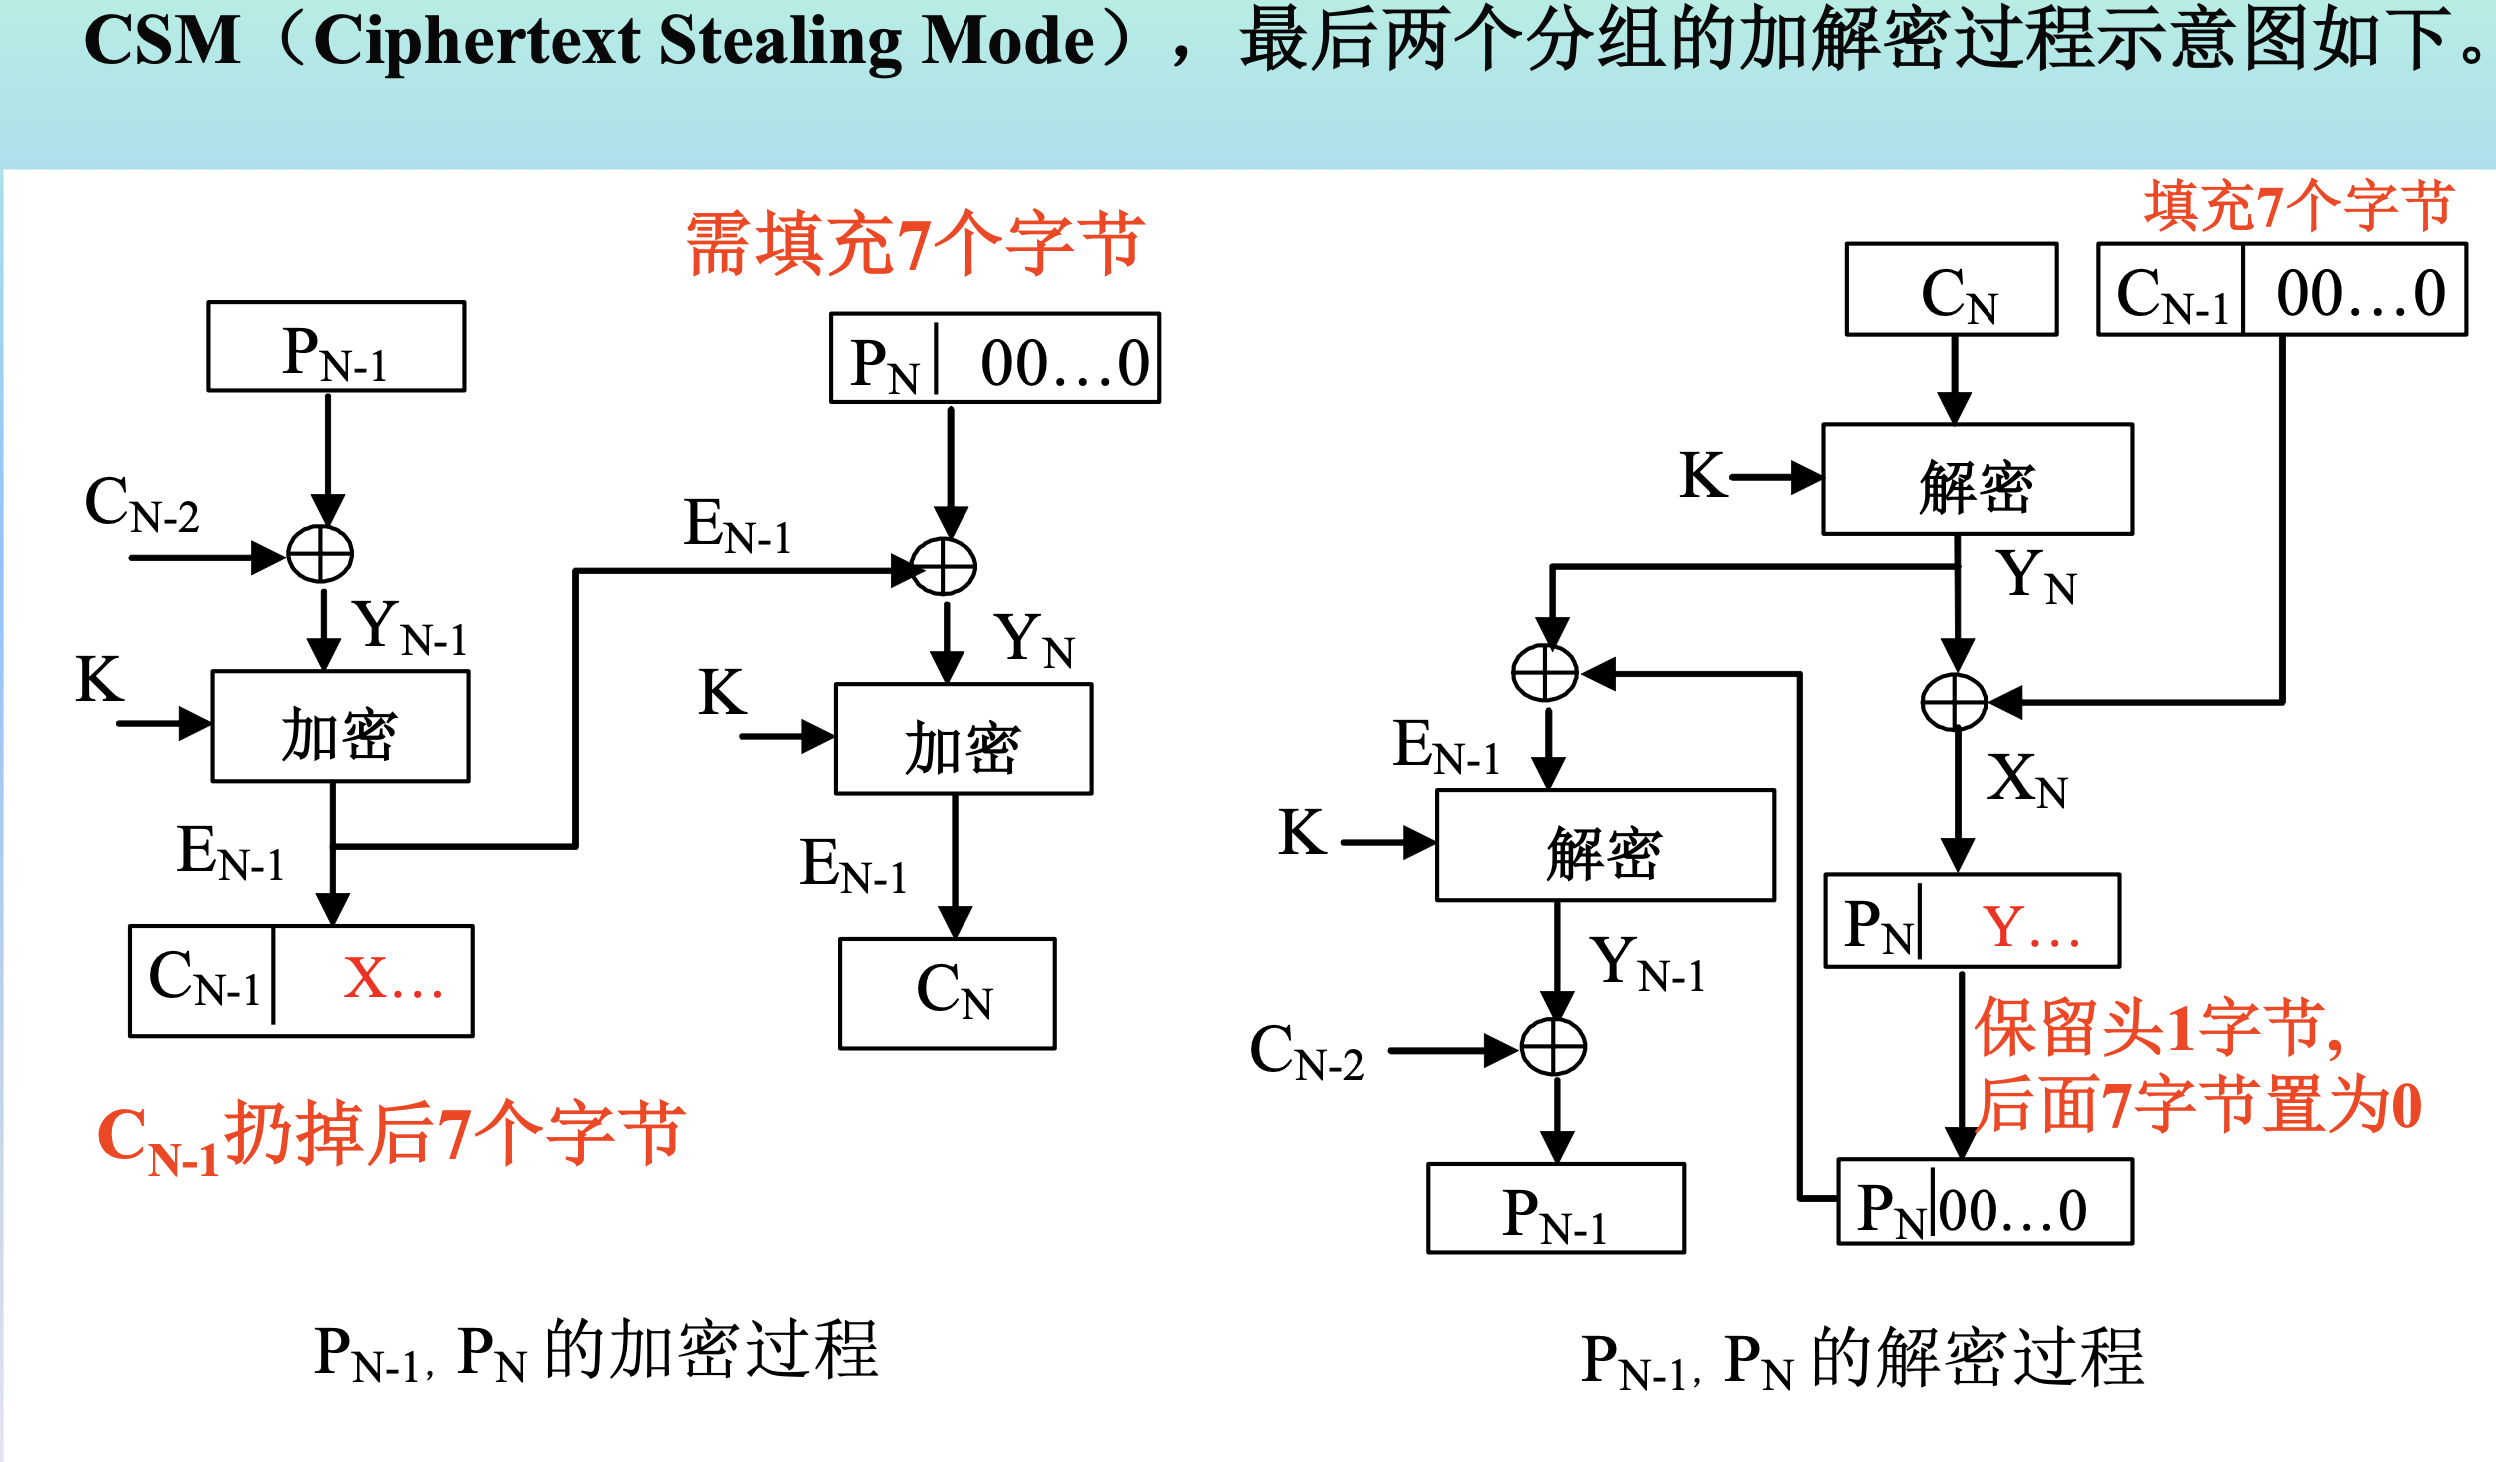 CSM（Ciphertext Stealing Mode），最后两个分组的加解密过程示意图如下。
需填充7个字节
填充7个字节
P_{N-1}
P_N | 00…0
C_N
C_{N-1} | 00…0
C_{N-2}
E_{N-1}
K
解密
Y_{N-1}
Y_N
Y_N
K
加密
K
加密
E_{N-1}
X_N
E_{N-1}
E_{N-1}
K
解密
C_{N-1} | X…
C_N
P_N | Y…
Y_{N-1}
C_{N-2}
保留头1字节,
后面7字节置为0
C_{N-1}扔掉后7个字节
P_{N-1}
P_N | 00…0
P_{N-1}, P_N 的加密过程
P_{N-1}, P_N 的解密过程